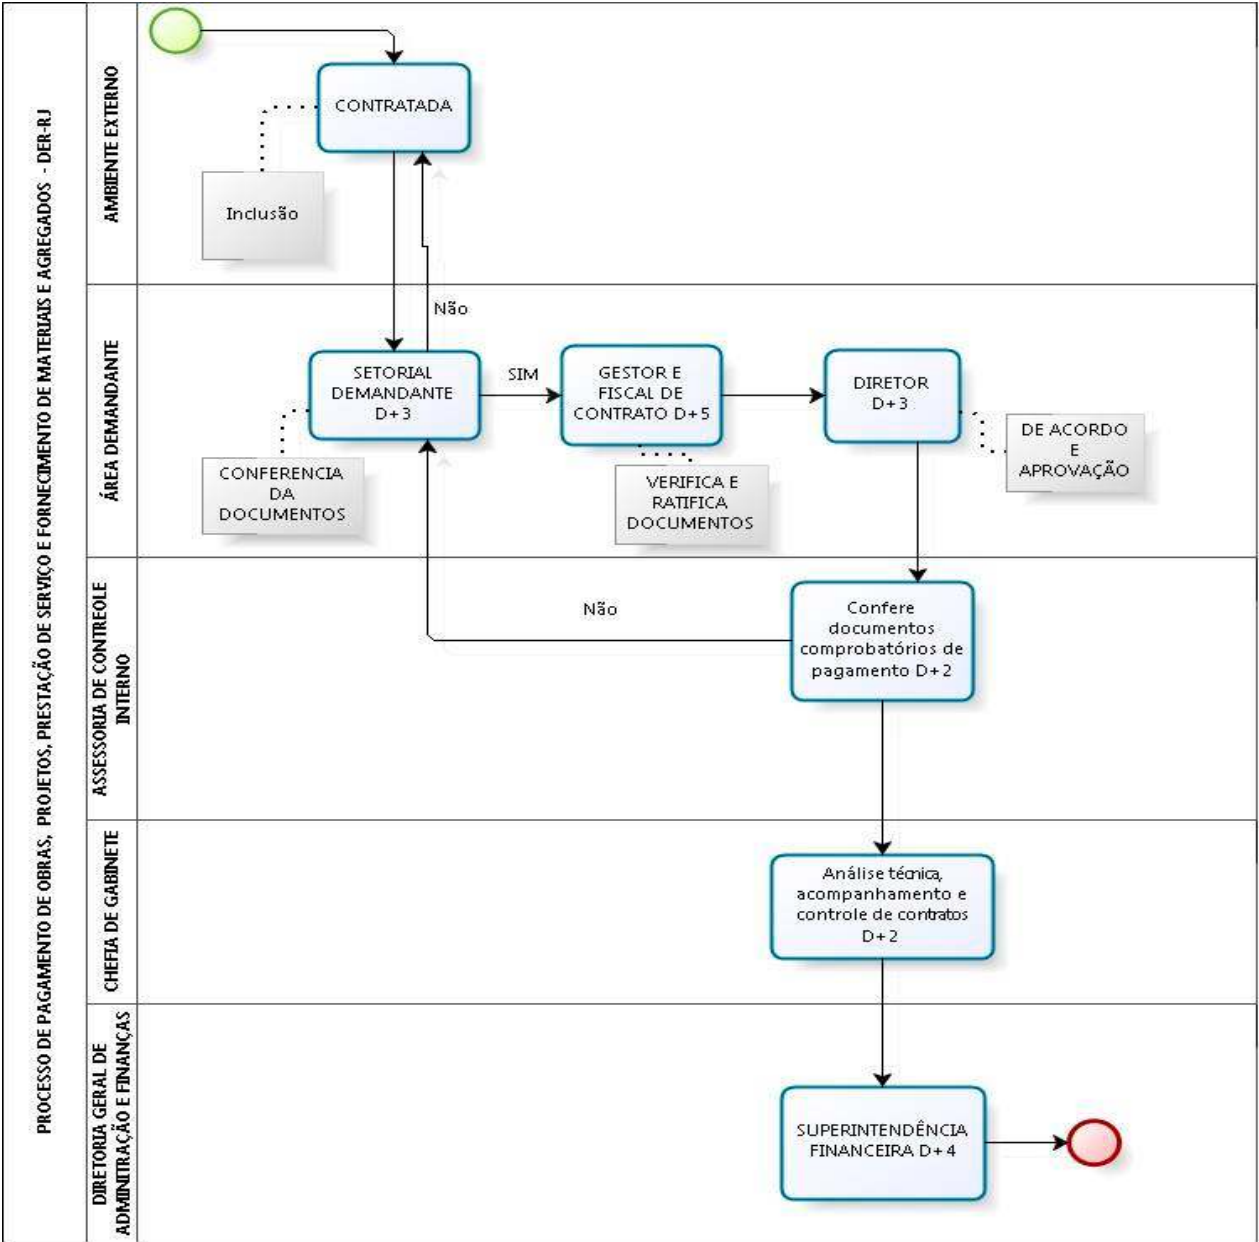 PROCESSO DE PAGAMENTO DE OBRAS, PROJETOS, PRESTAÇÃO DE SERVIÇO E FORNECIMENTO DE MATERIAIS E AGREGADOS - DER-RJ
AMBIENTE EXTERNO
CONTRATADA
Inclusão
Não
ÁREA DEMANDANTE
SETORIAL
DEMANDANTE
D+3
SIM
GESTOR E
FISCAL DE
CONTRATO D+5
DIRETOR
D+3
CONFERENCIA
DA
DOCUMENTOS
VERIFICA E
RATIFICA
DOCUMENTOS
DE ACORDO
E
APROVAÇÃO
ASSESSORIA DE CONTREOLE
INTERNO
Não
Confere
documentos
comprobatórios de
pagamento D+2
CHEFIA DE GABINETE
Análise técnica,
acompanhamento e
controle de contratos
D+2
DIRETORIA GERAL DE
ADMINITRAÇÃO E FINANÇAS
SUPERINTENDÊNCIA
FINANCEIRA D+4